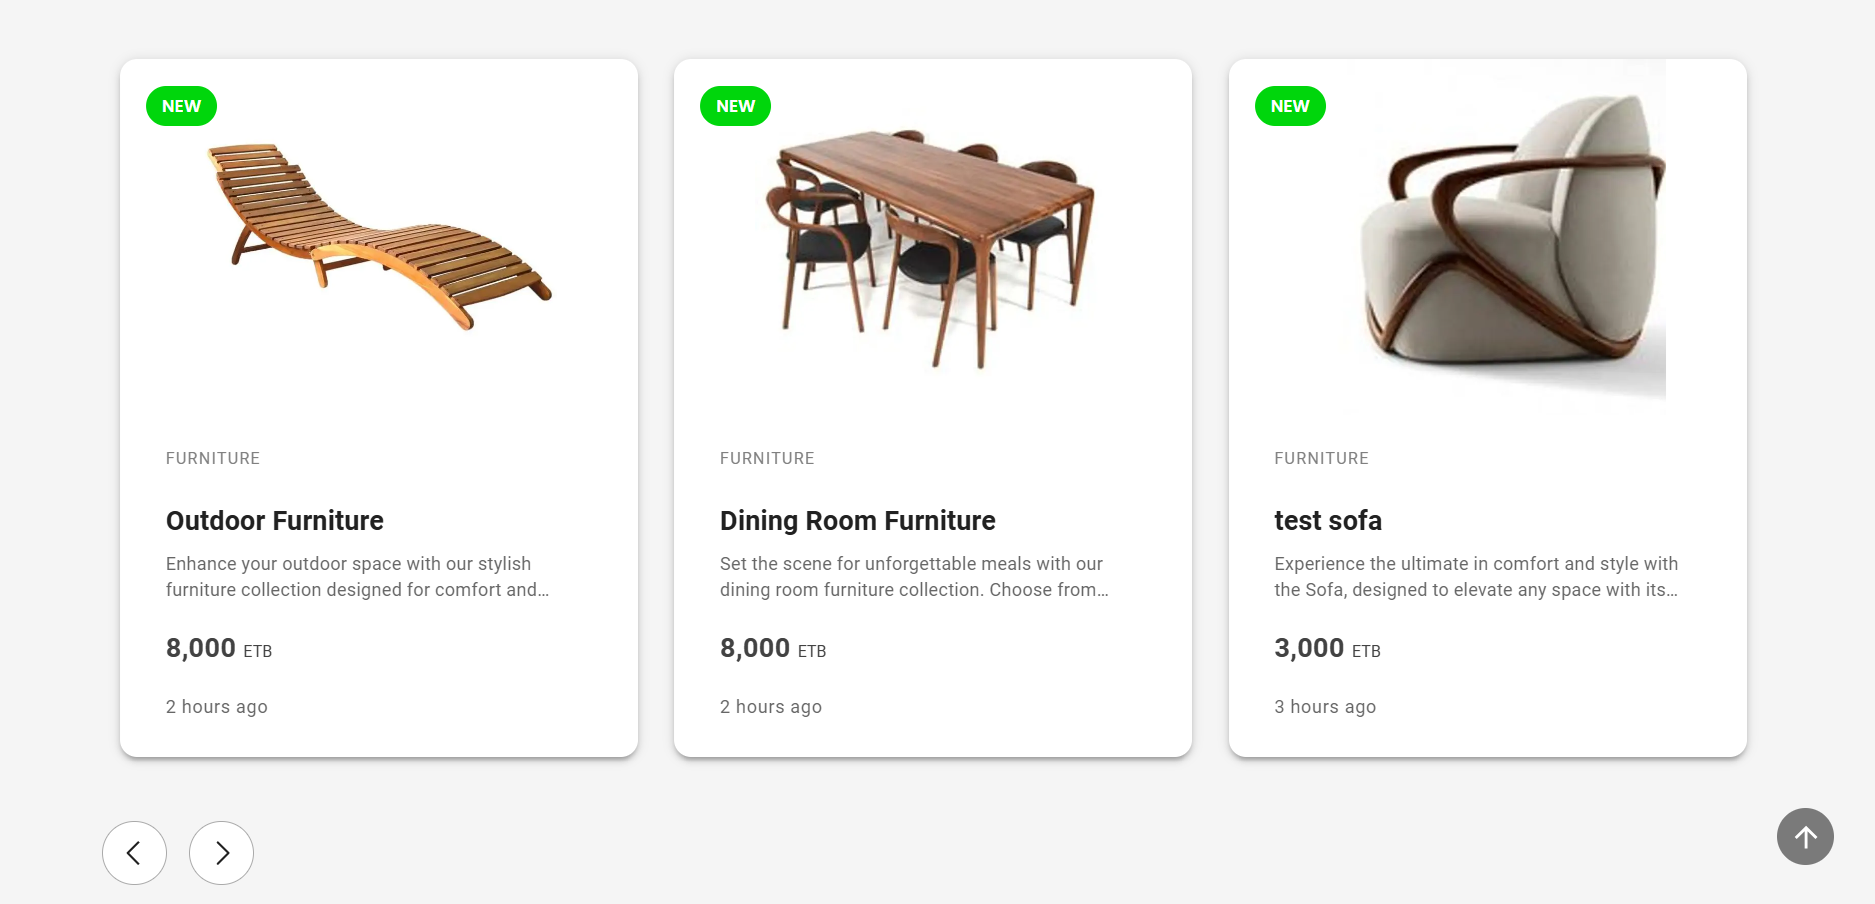 NEW
FURNITURE
Outdoor Furniture
Enhance your outdoor space with our stylish
furniture collection designed for comfort and...
8,000 ETB
2 hours ago
NEW
FURNITURE
Dining Room Furniture
Set the scene for unforgettable meals with our
dining room furniture collection. Choose from...
8,000 ETB
2 hours ago
NEW
FURNITURE
test sofa
Experience the ultimate in comfort and style with
the Sofa, designed to elevate any space with its...
3,000 ETB
3 hours ago